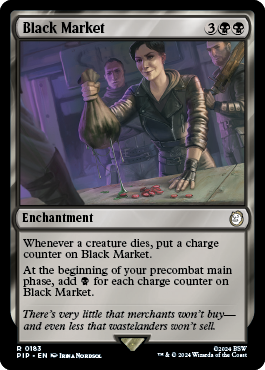 Black Market 3
Enchantment
Whenever a creature dies, put a charge
counter on Black Market.
At the beginning of your precombat main
phase, add for each charge counter on
Black Market.
There's very little that merchants won't buy—
and even less that wastelanders won't sell.
R 0183
PIP • EN Irina Nordsol
©2024 BSW
™ & © 2024 Wizards of the Coast